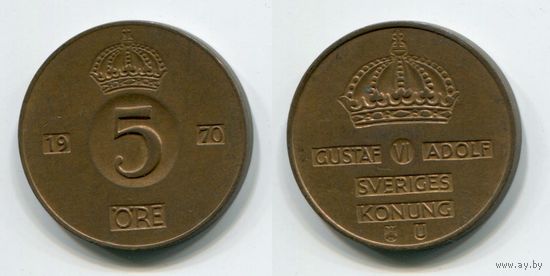 19 5 70
ÖRE
GUSTAF VI ADOLF
SVERIGES
KONUNG
U
www.ay.by